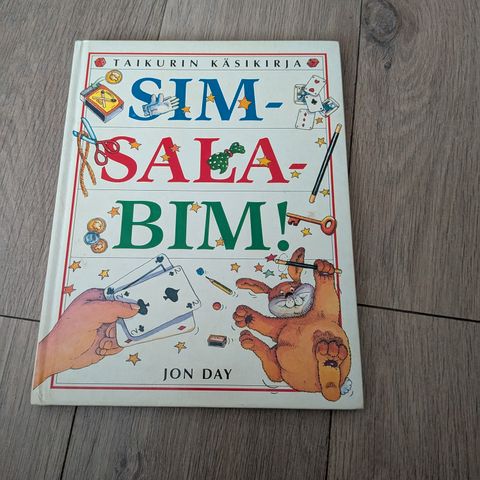 TAIKURIN KÄSIKIRJA
SIM-
SALA-
BIM!
JON DAY